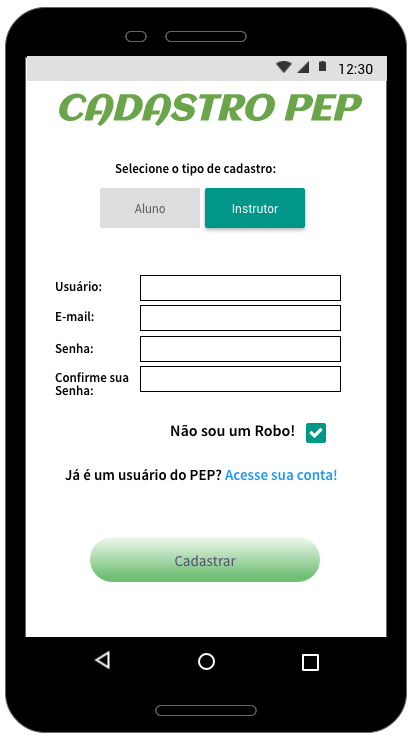 12:30
CADASTRO PEP
Selecione o tipo de cadastro:
Aluno Instrutor
Usuário:
E-mail:
Senha:
Confirme sua
Senha:
Não sou um Robo!
Já é um usuário do PEP? Acesse sua conta!
Cadastrar